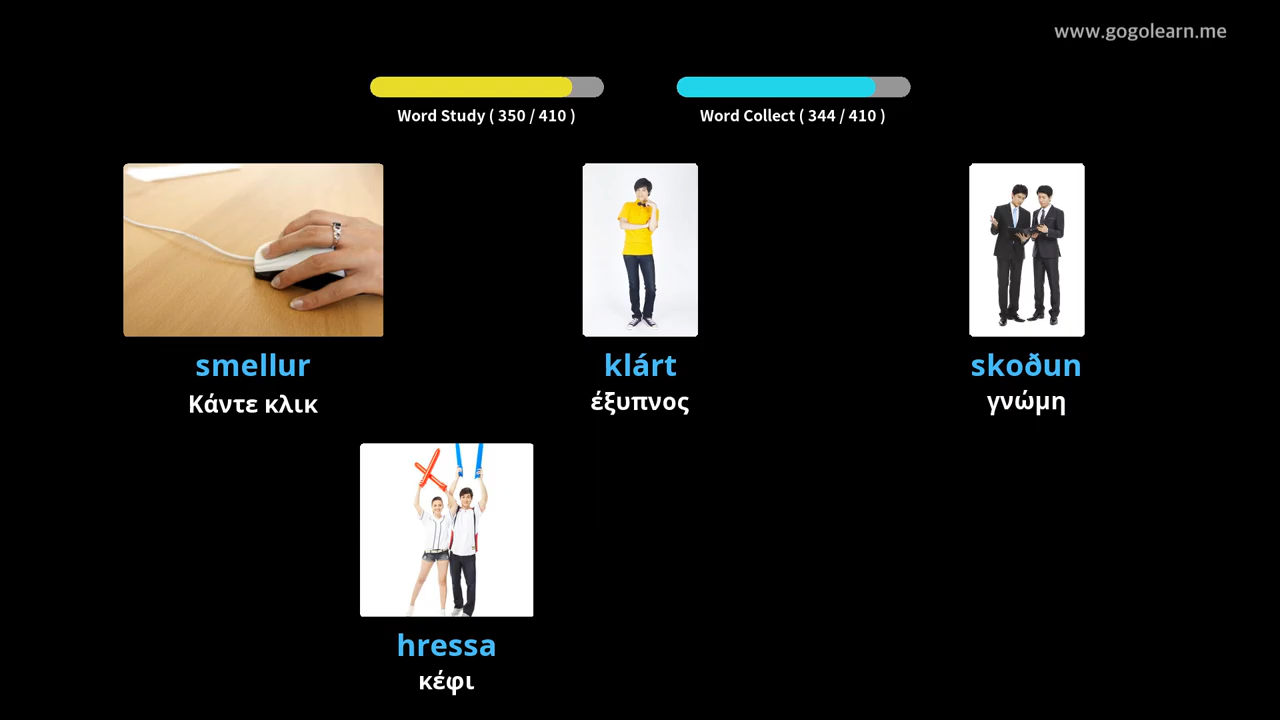 www.gogolearn.me
Word Study ( 350 / 410 )
Word Collect ( 344 / 410 )
smellur
Κάντε κλικ
klárt
έξυπνος
skoðun
γνώμη
hressa
κέφι